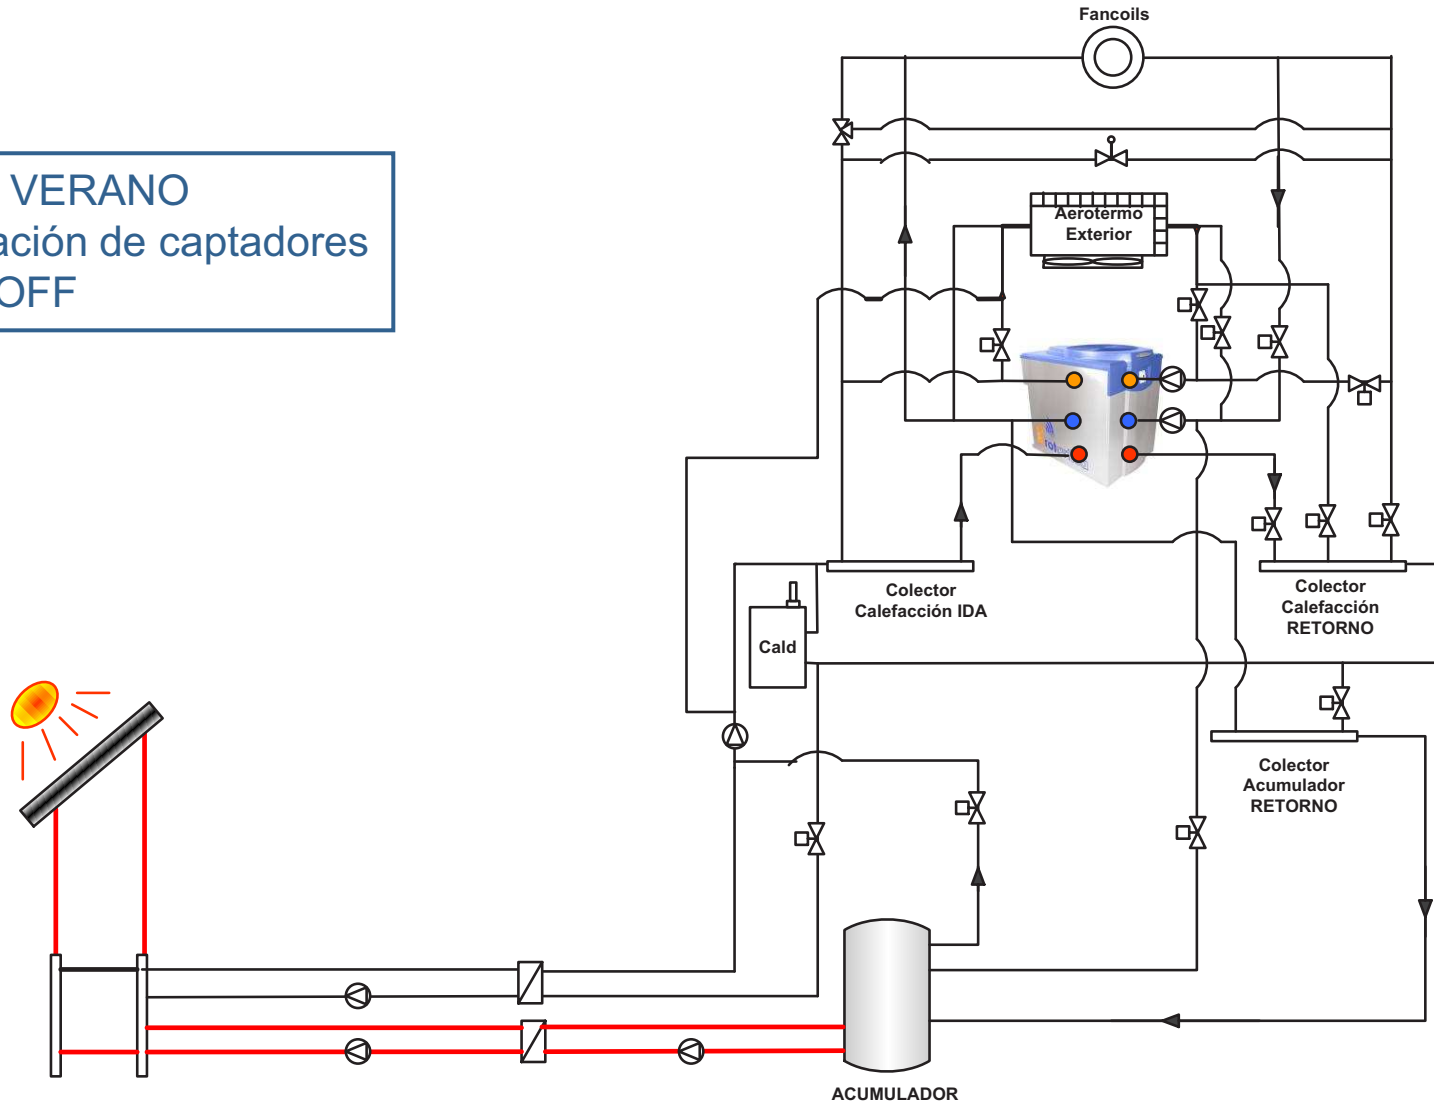 Fancoils
VERANO
ación de captadores
OFF
Aerotermo
Exterior
Colector
Calefacción IDA
Colector
Calefacción
RETORNO
Cald
Colector
Acumulador
RETORNO
ACUMULADOR